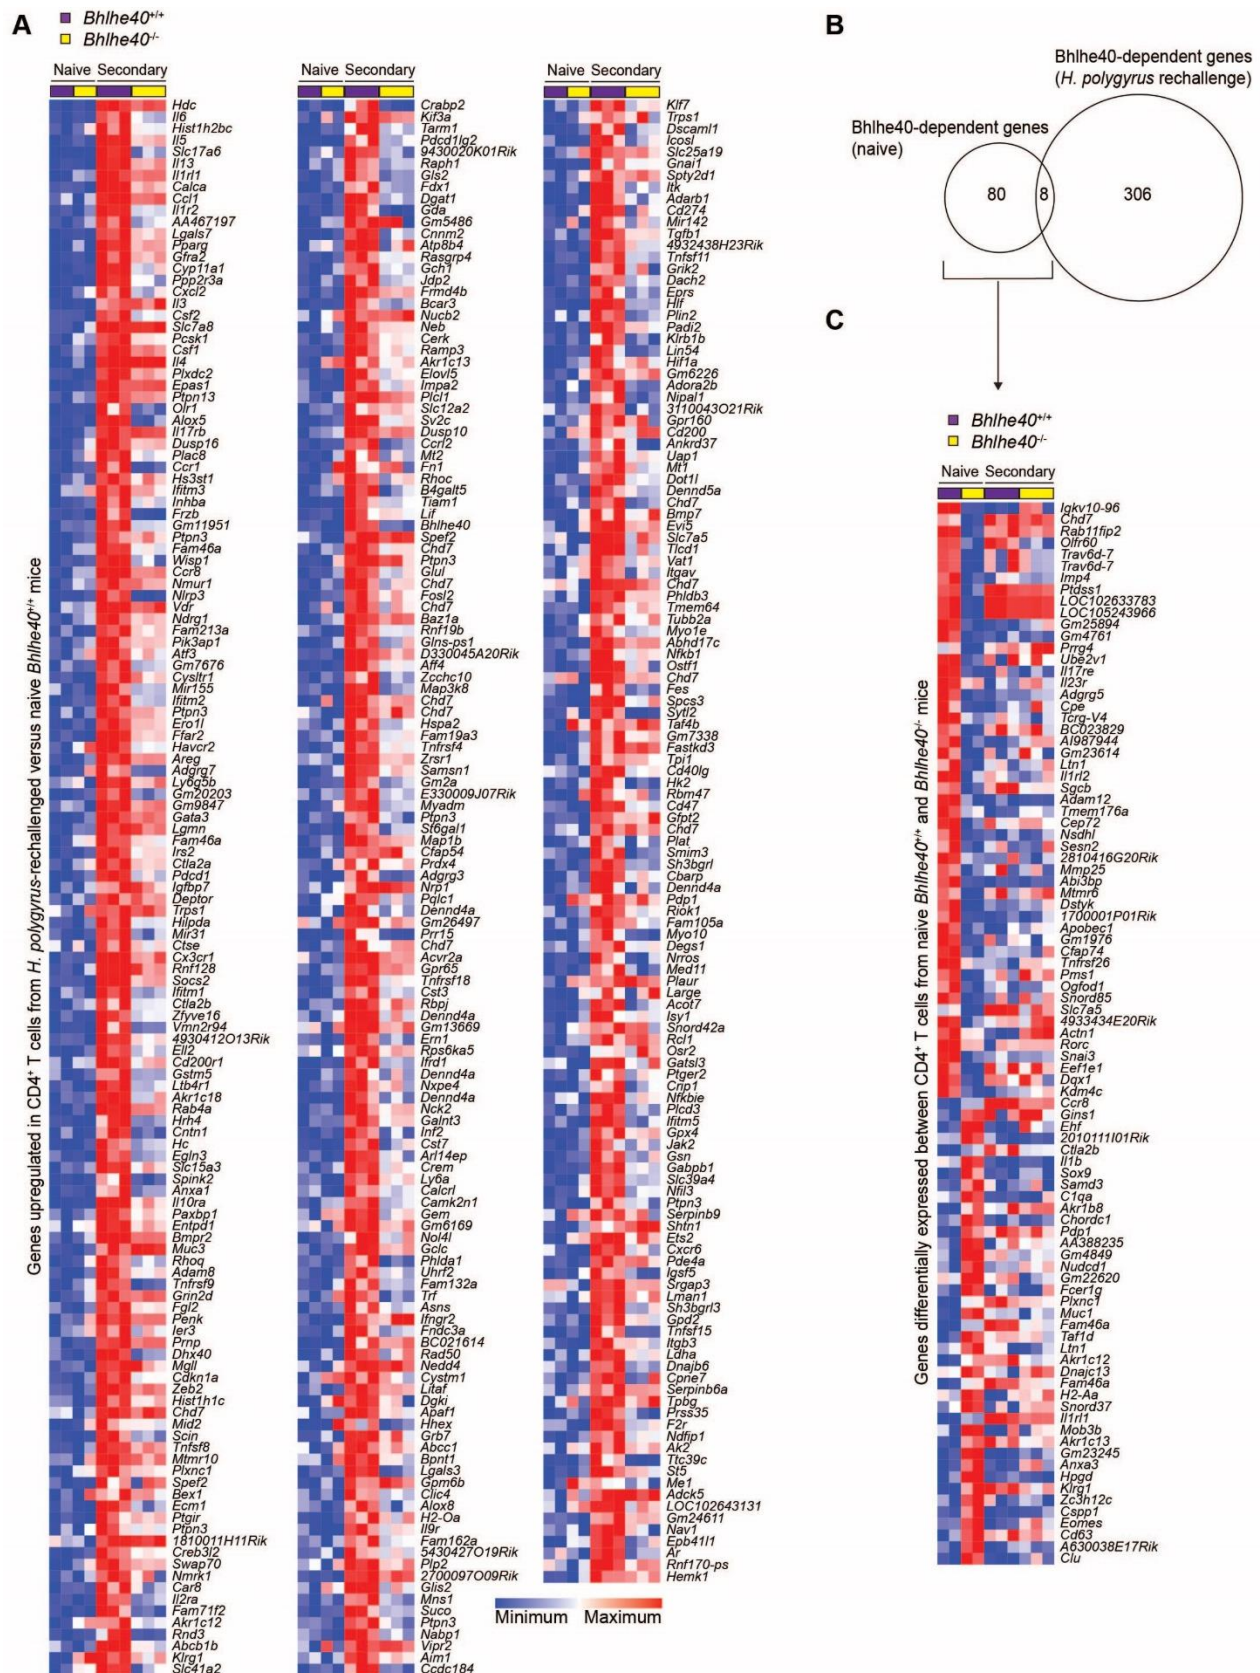 A
Bhlhe40+/+
Bhlhe40-/-
Naive Secondary
Naive Secondary
Naive Secondary
Genes upregulated in CD4+ T cells from H. polygyrus-rechallenged versus naive Bhlhe40+/+ mice
Hdc
Il6
Hist1h2bc
Il5
Slc17a6
Il13
Il1rl1
Calca
Ccl1
Il1r2
AA467197
Lgals7
Pparg
Gfra2
Cyp11a1
Ppp2r3a
Cxcl2
Il3
Csf2
Slc7a8
Pcsk1
Csf1
Il4
Plxdc2
Epas1
Ptpn13
Olr1
Alox5
Il17rb
Dusp16
Plac8
Ccr1
Hs3st1
Ifitm3
Inhba
Frzb
Gm11951
Ptpn3
Fam46a
Wisp1
Ccr8
Nmur1
Nlrp3
Vdr
Ndrg1
Fam213a
Pik3ap1
Atf3
Gm7676
Cysltr1
Mir155
Ifitm2
Ptpn3
Ero1l
Ffar2
Havcr2
Areg
Adgrg7
Ly6g5b
Gm20203
Gm9847
Gata3
Lgmn
Fam46a
Irs2
Ctla2a
Pdcd1
Igfbp7
Deptor
Trps1
Hilpda
Mir31
Ctse
Cx3cr1
Rnf128
Socs2
Ifitm1
Ctla2b
Zfyve16
Vmn2r94
4930412O13Rik
Ell2
Cd200r1
Gstm5
Ltb4r1
Akr1c18
Rab4a
Hrh4
Cntn1
Hc
Egln3
Slc15a3
Spink2
Anxa1
Il10ra
Paxbp1
Entpd1
Bmpr2
Muc3
Rhoq
Adam8
Tnfrsf9
Grin2d
Fgl2
Penk
Ier3
Prnp
Dhx40
Mgll
Cdkn1a
Zeb2
Hist1h1c
Chd7
Mid2
Scin
Tnfsf8
Mtmr10
Plxnc1
Spef2
Bex1
Ecm1
Ptgir
Ptpn3
1810011H11Rik
Creb3l2
Swap70
Nmrk1
Car8
Il2ra
Fam71f2
Akr1c12
Rnd3
Abcb1b
Klrg1
Slc41a2
Crabp2
Kif3a
Tarm1
Pdcd1lg2
9430020K01Rik
Raph1
Gls2
Fdx1
Dgat1
Gda
Gm5486
Cnnm2
Atp8b4
Rasgrp4
Gch1
Jdp2
Frmd4b
Bcar3
Nucb2
Neb
Cerk
Ramp3
Akr1c13
Elovl5
Impa2
Plcl1
Slc12a2
Sv2c
Dusp10
Ccrl2
Mt2
Fn1
Rhoc
B4galt5
Tiam1
Lif
Bhlhe40
Spef2
Chd7
Ptpn3
Glul
Chd7
Fosl2
Chd7
Baz1a
Rnf19b
Glns-ps1
D330045A20Rik
Aff4
Zcchc10
Map3k8
Chd7
Chd7
Hspa2
Fam19a3
Tnfrsf4
Zrsr1
Samsn1
Gm2a
E330009J07Rik
Myadm
Ptpn3
St6gal1
Map1b
Cfap54
Prdx4
Adgrg3
Nrp1
Pqlc1
Dennd4a
Gm26497
Prr15
Chd7
Acvr2a
Gpr65
Tnfrsf18
Cst3
Rbpj
Dennd4a
Gm13669
Ern1
Rps6ka5
Ifrd1
Dennd4a
Nxpe4
Dennd4a
Nck2
Galnt3
Inf2
Cst7
Arl14ep
Crem
Ly6a
Calcrl
Camk2n1
Gem
Gm6169
Nol4l
Gclc
Phlda1
Uhrf2
Fam132a
Trf
Asns
Ifngr2
Fndc3a
BC021614
Rad50
Nedd4
Cystm1
Litaf
Dgki
Apaf1
Hhex
Grb7
Abcc1
Bpnt1
Lgals3
Gpm6b
Clic4
Alox8
H2-Oa
Il9r
Fam162a
5430427O19Rik
Plp2
2700097O09Rik
Glis2
Mns1
Suco
Ptpn3
Nabp1
Vipr2
Aim1
Ccdc184
Klf7
Trps1
Dscaml1
Icosl
Slc25a19
Gnai1
Spty2d1
Itk
Adarb1
Cd274
Mir142
Tgfb1
4932438H23Rik
Tnfsf11
Grik2
Dach2
Eprs
Hlf
Plin2
Padi2
Klrb1b
Lin54
Hif1a
Gm6226
Adora2b
Nipal1
3110043O21Rik
Gpr160
Cd200
Ankrd37
Uap1
Mt1
Dot1l
Dennd5a
Chd7
Bmp7
Evi5
Slc7a5
Tlcd1
Vat1
Itgav
Chd7
Phldb3
Tmem64
Tubb2a
Myo1e
Abhd17c
Nfkb1
Ostf1
Chd7
Fes
Spcs3
Sytl2
Taf4b
Gm7338
Fastkd3
Tpi1
Cd40lg
Hk2
Rbm47
Cd47
Gfpt2
Chd7
Plat
Smim3
Sh3bgrl
Cbarp
Dennd4a
Pdp1
Riok1
Fam105a
Myo10
Degs1
Nrros
Med11
Plaur
Large
Acot7
Isy1
Snord42a
Rcl1
Osr2
Gatsl3
Ptger2
Crip1
Nfkbie
Plcd3
Ifitm5
Gpx4
Jak2
Gsn
Gabpb1
Slc39a4
Nfil3
Ptpn3
Serpinb9
Shtn1
Ets2
Cxcr6
Pde4a
Igsf5
Srgap3
Lman1
Sh3bgrl3
Gpd2
Tnfsf15
Itgb3
Ldha
Dnajb6
Cpne7
Serpinb6a
Tpbg
Prss35
F2r
Ndfip1
Ak2
Ttc39c
St5
Me1
Adck5
LOC102643131
Gm24611
Nav1
Epb41l1
Ar
Rnf170-ps
Hemk1
Minimum Maximum
B
Bhlhe40-dependent genes
(H. polygyrus rechallenge)
Bhlhe40-dependent genes
(naive)
80 8 306
C
Bhlhe40+/+
Bhlhe40-/-
Naive Secondary
Genes differentially expressed between CD4+ T cells from naive Bhlhe40+/+ and Bhlhe40-/- mice
Igkv10-96
Chd7
Rab11fip2
Olfr60
Trav6d-7
Trav6d-7
Imp4
Ptdss1
LOC102633783
LOC105243966
Gm25894
Gm4761
Prrg4
Ube2v1
Il17re
Il23r
Adgrg5
Cpe
Tcrg-V4
BC023829
AI987944
Gm23614
Ltn1
Il1rl2
Sgcb
Adam12
Tmem176a
Cep72
Nsdhl
Sesn2
2810416G20Rik
Mmp25
Abi3bp
Mtmr6
Dstyk
1700001P01Rik
Apobec1
Gm1976
Cfap74
Tnfrsf26
Pms1
Ogfod1
Snord85
Slc7a5
4933434E20Rik
Actn1
Rorc
Snai3
Eef1e1
Dqx1
Kdm4c
Ccr8
Gins1
Ehf
2010111I01Rik
Ctla2b
Il1b
Sox9
Samd3
C1qa
Akr1b8
Chordc1
Pdp1
AA388235
Gm4849
Nudcd1
Gm22620
Fcer1g
Plxnc1
Muc1
Fam46a
Taf1d
Ltn1
Akr1c12
Dnajc13
Fam46a
H2-Aa
Snord37
Il1rl1
Mob3b
Akr1c13
Gm23245
Anxa3
Hpgd
Klrg1
Zc3h12c
Cspp1
Eomes
Cd63
A630038E17Rik
Clu